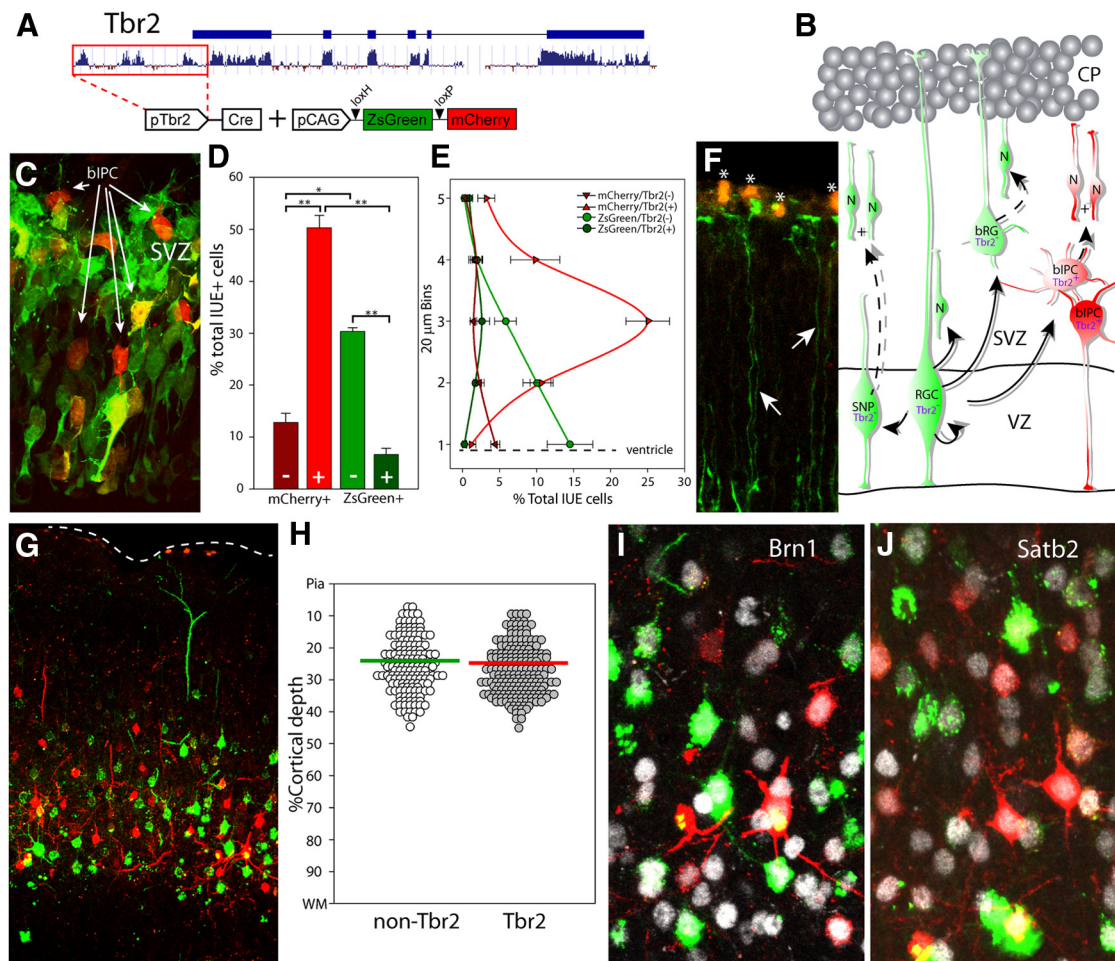 A
Tbr2
loxH
loxP
pTbr2
Cre
+
pCAG
ZsGreen
mCherry
B
CP
N
N
+
N
bRG
Tbr2-
N
N
+
bIPC
Tbr2+
bIPC
Tbr2+
N
SVZ
SNP
Tbr2-
RGC
Tbr2-
VZ
C
bIPC
SVZ
D
% total IUE+ cells
60
50
40
30
20
10
0
*
**
**
**
-
+
-
+
mCherry+
ZsGreen+
E
20 µm Bins
5
4
3
2
1
mCherry/Tbr2(-)
mCherry/Tbr2(+)
ZsGreen/Tbr2(-)
ZsGreen/Tbr2(+)
ventricle
0 5 10 15 20 25 30
% Total IUE cells
F
* * * *
G
H
%Cortical depth
Pia
10
20
30
40
50
60
70
80
90
WM
non-Tbr2
Tbr2
I
Brn1
J
Satb2